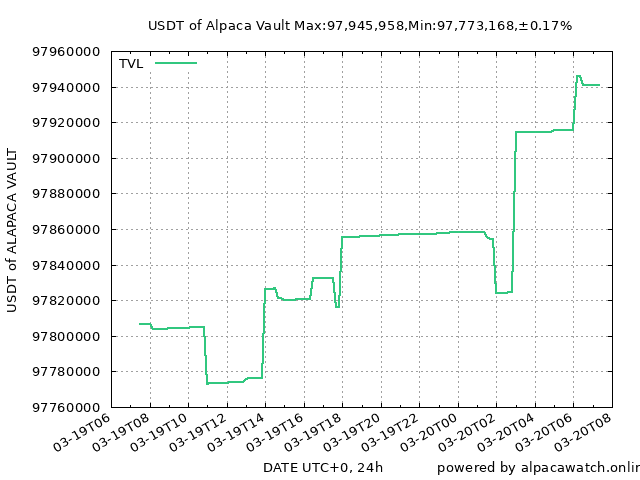 USDT of Alpaca Vault Max:97,945,958,Min:97,773,168,±0.17%
TVL
97960000
97940000
97920000
97900000
97880000
97860000
97840000
97820000
97800000
97780000
97760000
USDT of ALAPACA VAULT
03-19T06
03-19T08
03-19T10
03-19T12
03-19T14
03-19T16
03-19T18
03-19T20
03-19T22
03-20T00
03-20T02
03-20T04
03-20T06
03-20T08
DATE UTC+0, 24h
powered by alpacawatch.onlin